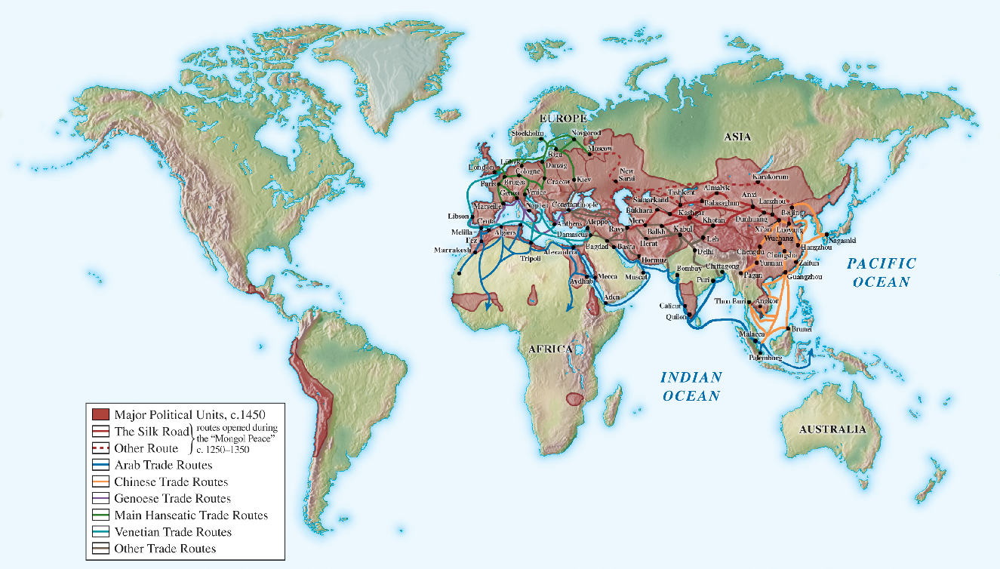 EUROPE
Stockholm
Novgorod
Moscow
Riga
ASIA
Lübek
Danzig
London
Cologne
New
Sarai
Karakorum
Paris
Bruges
Cracow
Kiev
Genoa
Venice
Tashkent
Almalyk
Anxi
Samarkand
Balasaghun
Lanzhou
Marseille
Naples
Constantinople
Bukhara
Kashgar
Beijing
Libson
Ceuta
Anthens
Aleppo
Merv
Khotan
Dunhuang
Melilla
Algiers
Damascus
Rayy
Balkh
Kabul
Xi'an
Luoyang
Fez
Leh
Wuchang
Nagasaki
Marrakesh
Alexandria
Bagdad
Basra
Herat
Delhi
Chengdu
Changsha
Hangzhou
Tripoli
Hormuz
Yunnan
Zaitun
PACIFIC
OCEAN
Bombay
Chittagong
Aydhab
Mecca
Muscat
Puri
Pagan
Guangzhou
Aden
Calicut
Thon Buri
Angkor
Quilon
Brunei
Malacca
AFRICA
Palemburg
INDIAN
OCEAN
AUSTRALIA
Major Political Units, c.1450
The Silk Road
Other Route
routes opened during
the “Mongol Peace”
c. 1250–1350
Arab Trade Routes
Chinese Trade Routes
Genoese Trade Routes
Main Hanseatic Trade Routes
Venetian Trade Routes
Other Trade Routes